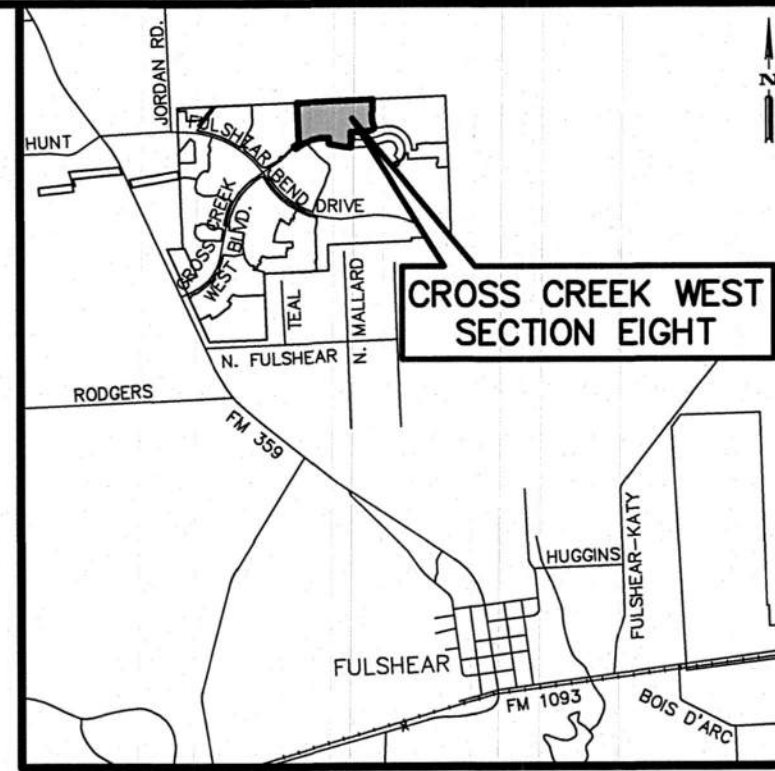 JORDAN RD.
N
HUNT
FULSHEAR BEND DRIVE
CROSS CREEK
WEST BLVD.
CROSS CREEK WEST
SECTION EIGHT
TEAL
N. MALLARD
N. FULSHEAR
RODGERS
FM 359
HUGGINS
FULSHEAR-KATY
FULSHEAR
FM 1093
BOIS D'ARC